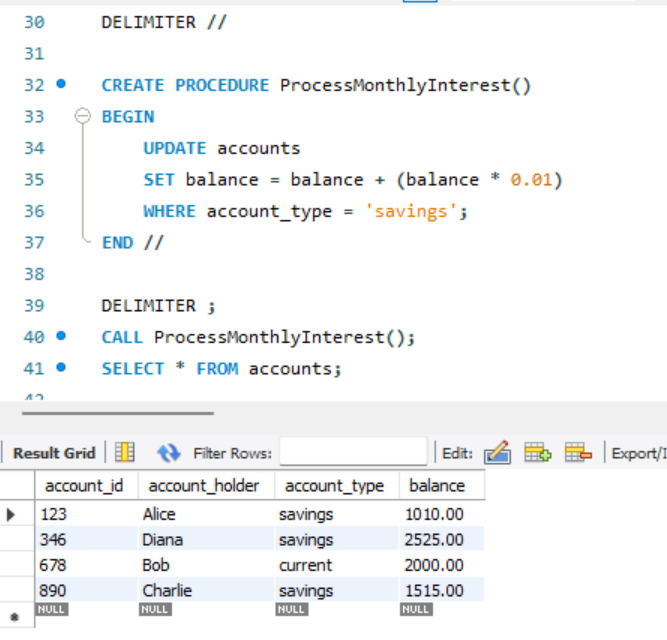 30 DELIMITER //
31
32 CREATE PROCEDURE ProcessMonthlyInterest()
33 BEGIN
34 UPDATE accounts
35 SET balance = balance + (balance * 0.01)
36 WHERE account_type = 'savings';
37 END //
38
39 DELIMITER ;
40 CALL ProcessMonthlyInterest();
41 SELECT * FROM accounts;
42
Result Grid Filter Rows: Edit: Export/I
account_id account_holder account_type balance
123 Alice savings 1010.00
346 Diana savings 2525.00
678 Bob current 2000.00
890 Charlie savings 1515.00
NULL NULL NULL NULL